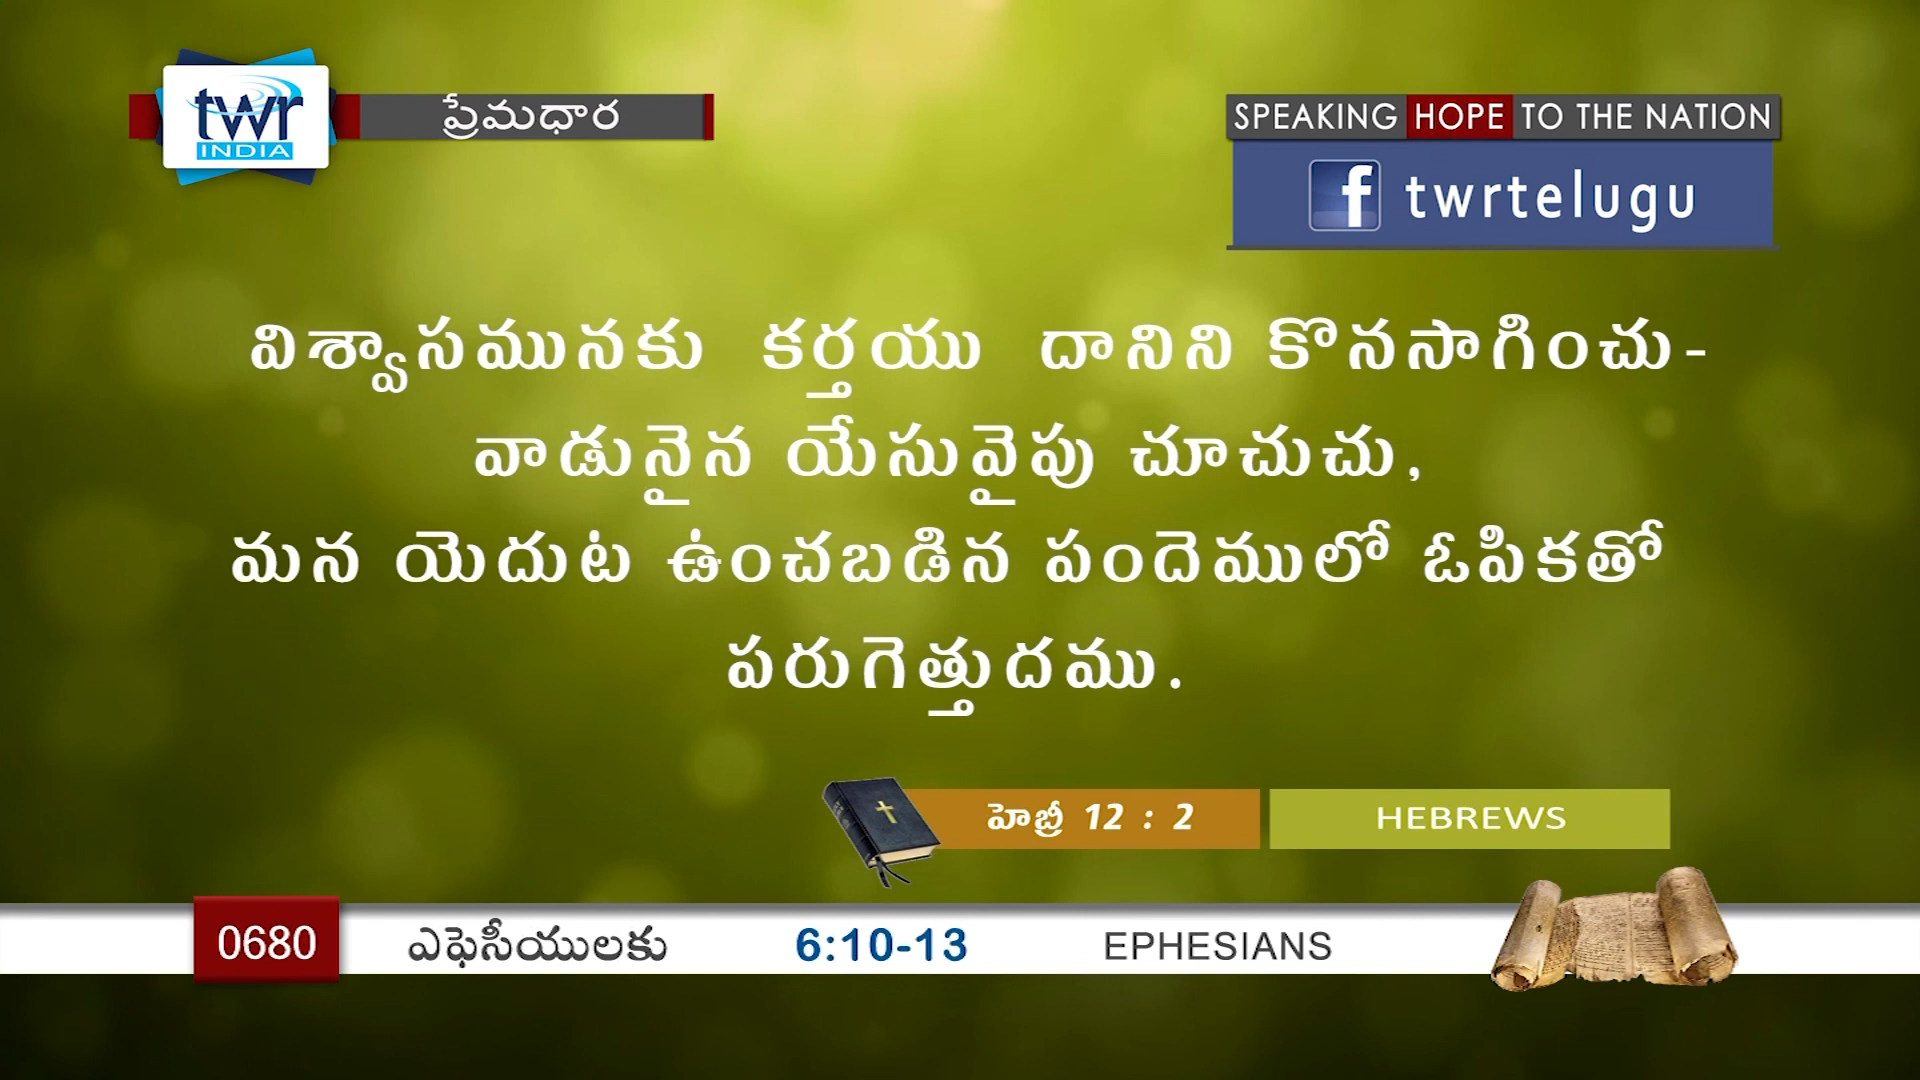 twr
INDIA
ప్రేమధార
SPEAKING HOPE TO THE NATION
f twrtelugu
విశ్వాసమునకు కర్తయు దానిని కొనసాగించు-
వాడునైన యేసువైపు చూచుచు,
మన యెదుట ఉంచబడిన పందెములో ఓపికతో
పరుగెత్తుదము.
హెబ్రీ 12 : 2 HEBREWS
0680 ఎఫెసీయులకు 6:10-13 EPHESIANS